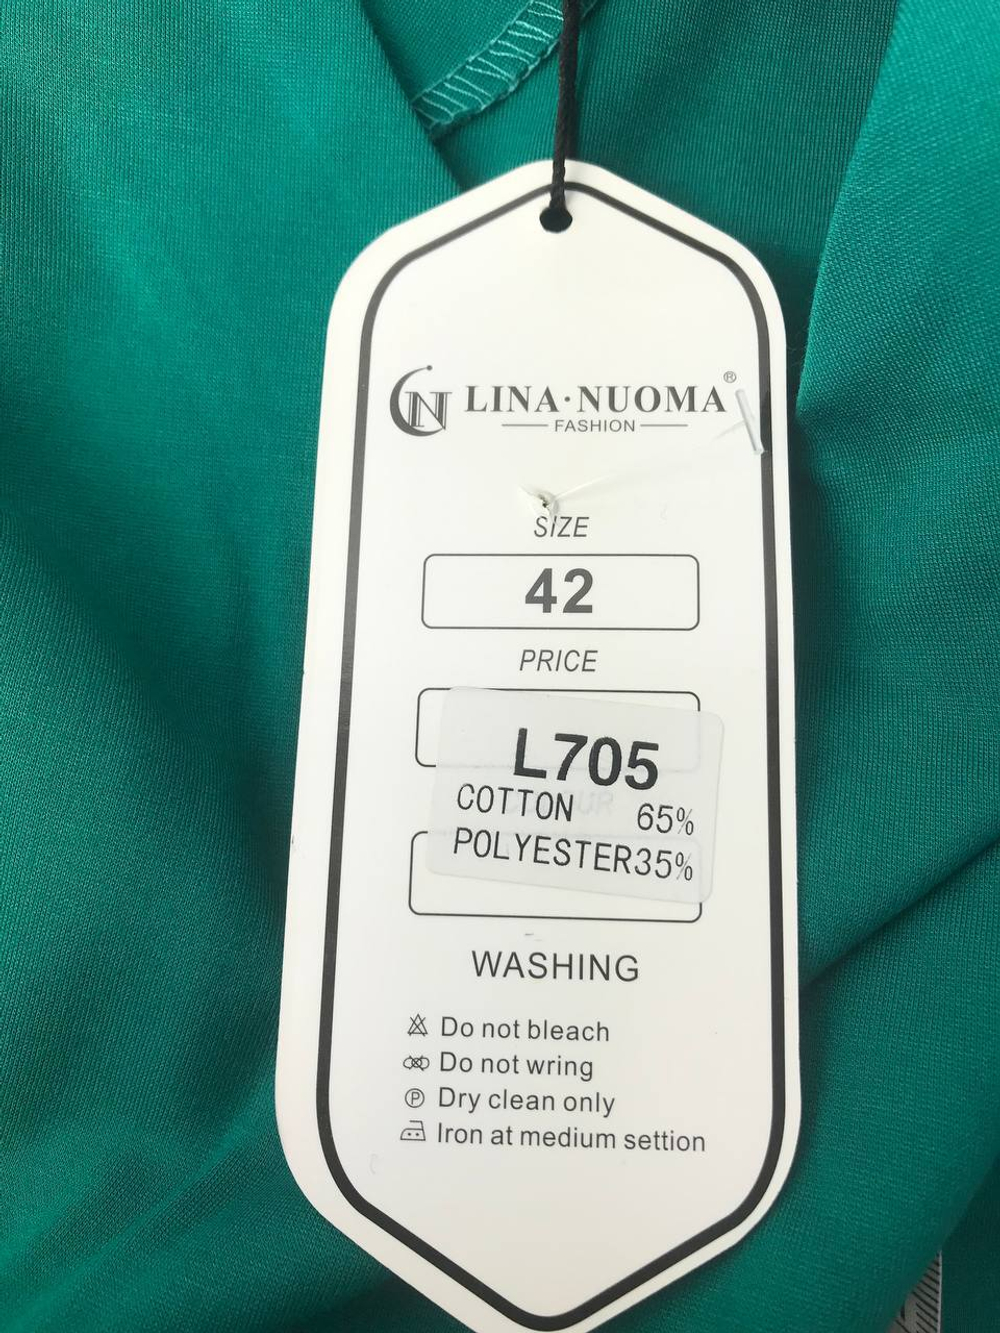 LINA·NUOMA®
FASHION
SIZE
42
PRICE
L705
COTTON 65%
POLYESTER35%
WASHING
Do not bleach
Do not wring
Dry clean only
Iron at medium settion